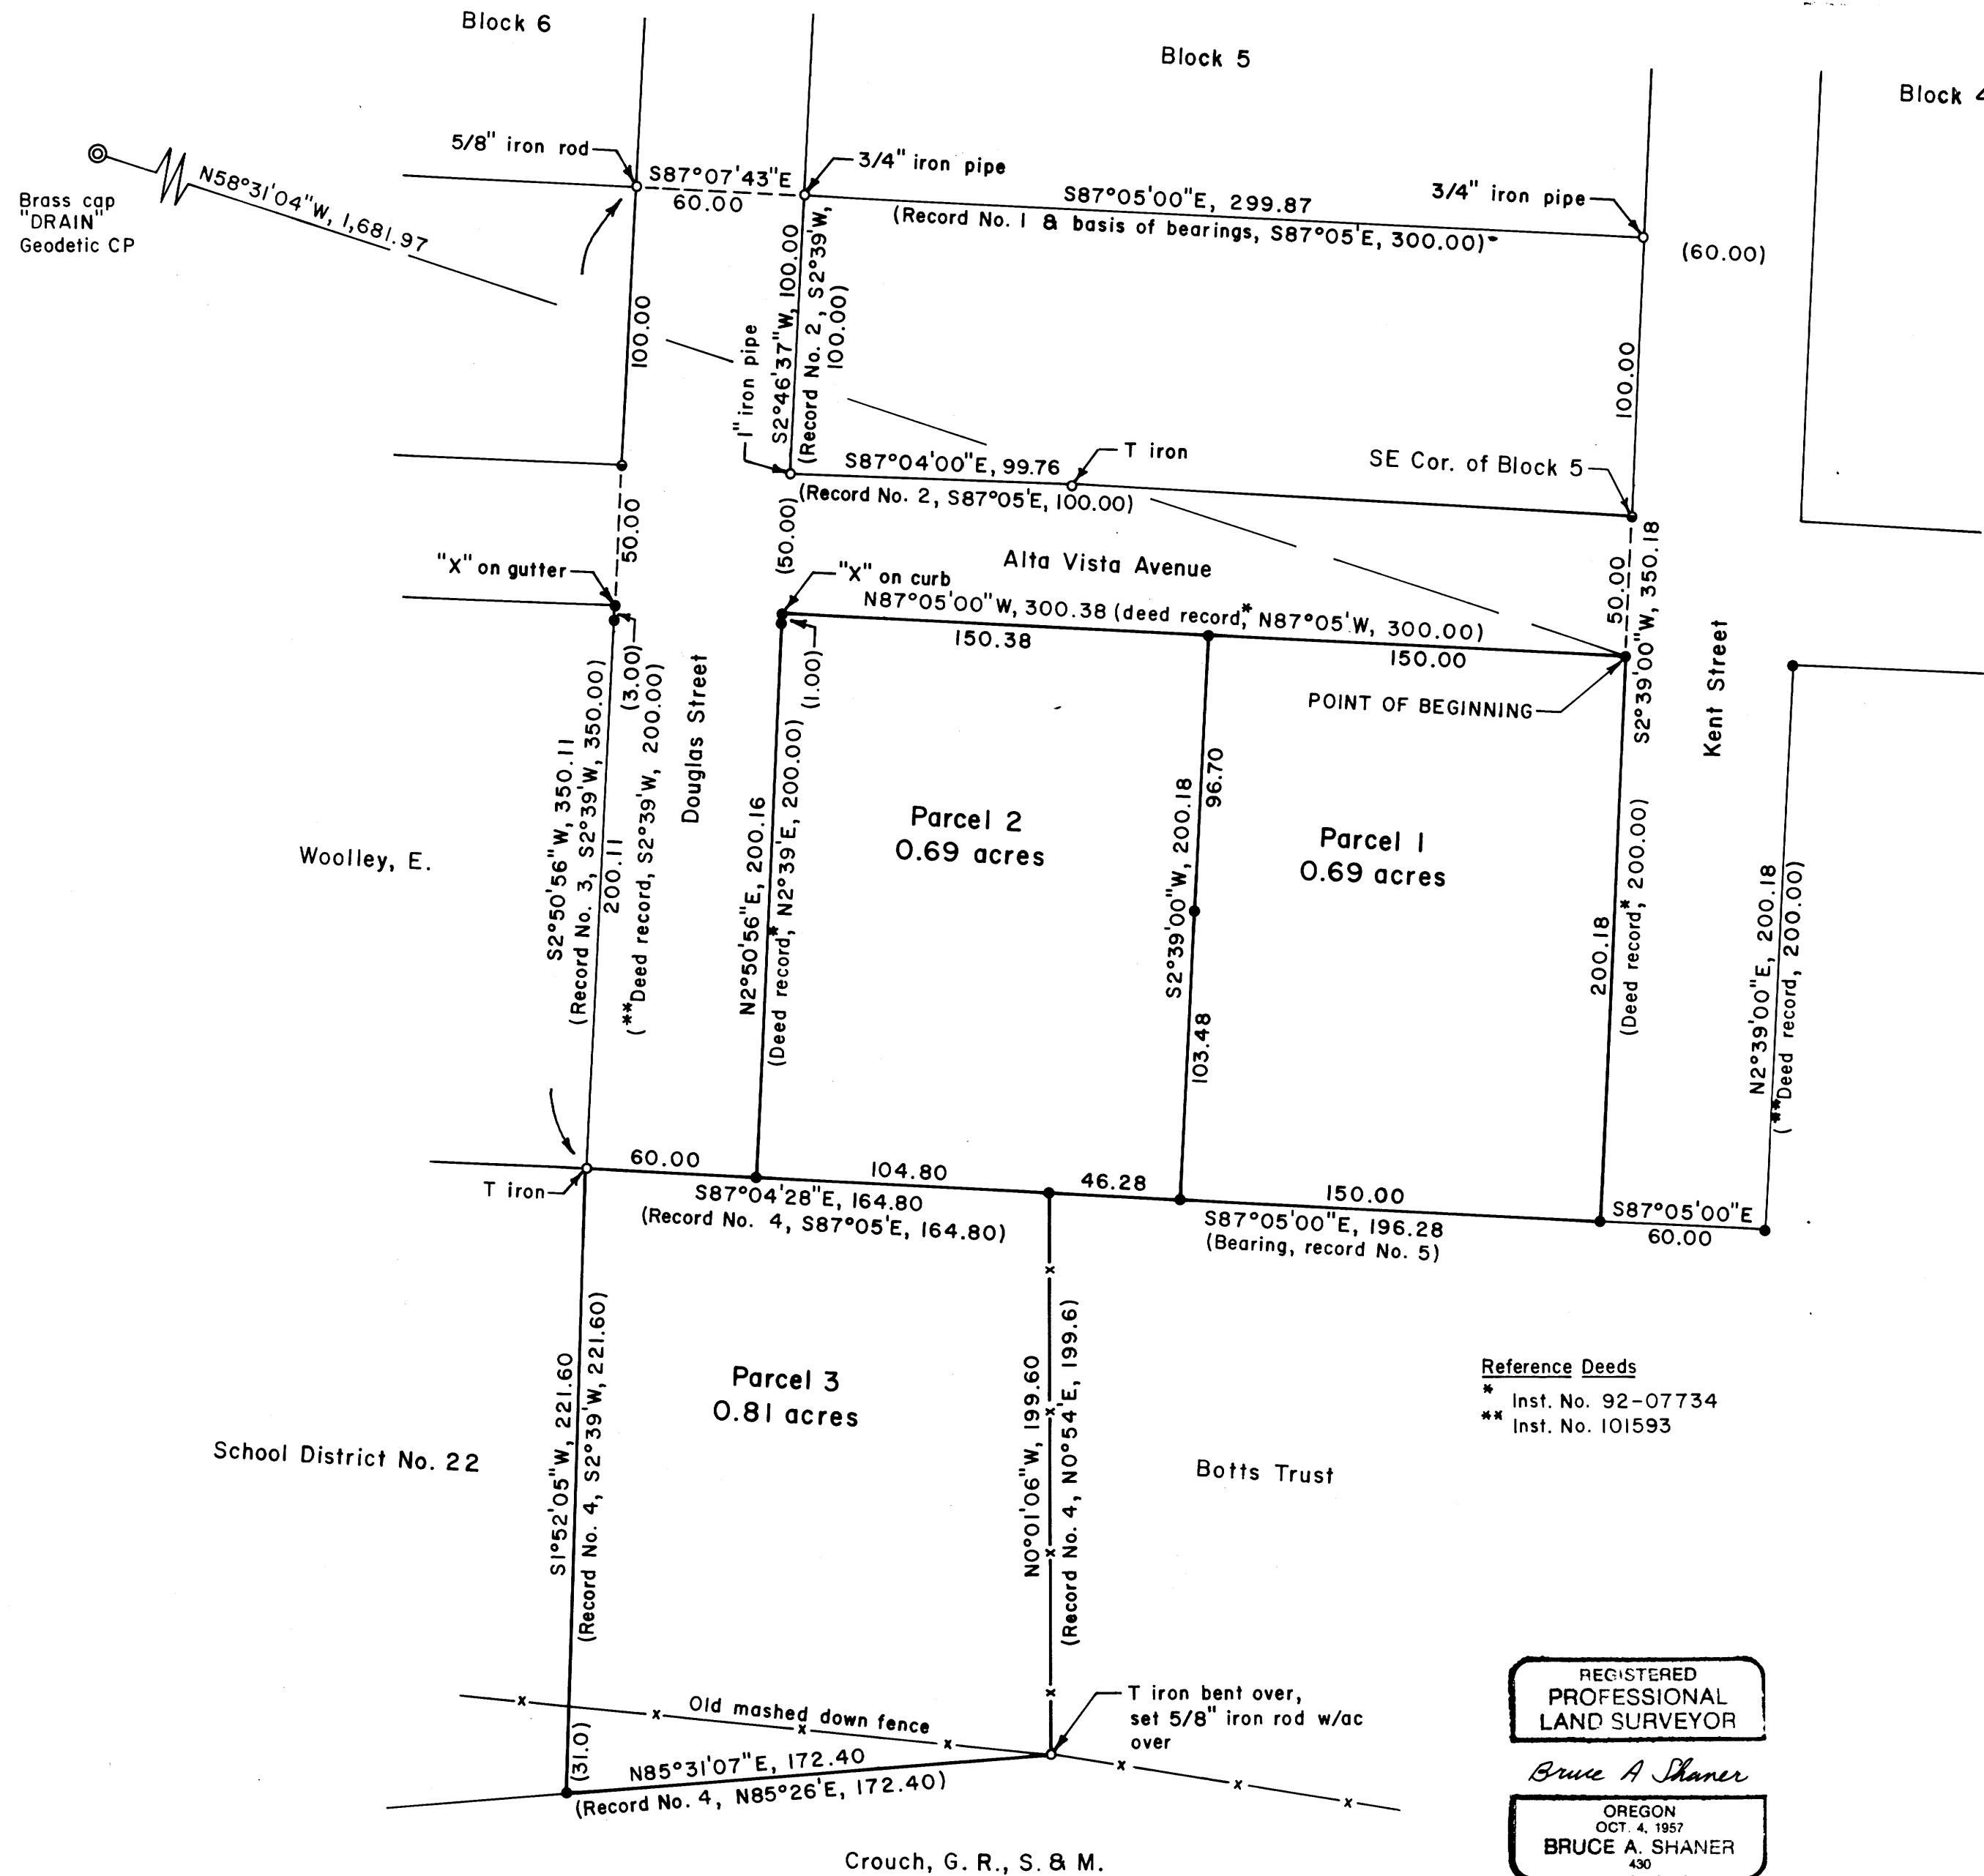 Block 6
Block 5
Block 4
5/8" iron rod
S87°07'43"E
60.00
3/4" iron pipe
S87°05'00"E, 299.87
(Record No. 1 & basis of bearings, S87°05'E, 300.00)
3/4" iron pipe
(60.00)
Brass cap
"DRAIN"
Geodetic CP
N58°31'04"W, 1,681.97
100.00
1" iron pipe
S2°46'37"W, 100.00
(Record No. 2, S2°39'W,
100.00)
100.00
S87°04'00"E, 99.76
(Record No. 2, S87°05'E, 100.00)
T iron
SE Cor. of Block 5
50.00
(50.00)
"X" on gutter
"X" on curb
Alta Vista Avenue
N87°05'00"W, 300.38 (deed record,* N87°05'W, 300.00)
150.38
150.00
50.00
S2°39'00"W, 350.18
Kent Street
POINT OF BEGINNING
(3.00)
(1.00)
Douglas Street
S2°50'56"W, 350.11
(Record No. 3, S2°39'W, 350.00)
200.11
(**Deed record, S2°39'W, 200.00)
N2°50'56"E, 200.16
(Deed record,* N2°39'E, 200.00)
Woolley, E.
Parcel 2
0.69 acres
S2°39'00"W, 200.18
96.70
103.48
Parcel 1
0.69 acres
200.18
(Deed record,* 200.00)
N2°39'00"E, 200.18
(**Deed record, 200.00)
T iron
60.00
104.80
46.28
150.00
S87°04'28"E, 164.80
(Record No. 4, S87°05'E, 164.80)
S87°05'00"E, 196.28
(Bearing, record No. 5)
S87°05'00"E
60.00
S1°52'05"W, 221.60
(Record No. 4, S2°39'W, 221.60)
Parcel 3
0.81 acres
N0°01'06"W, 199.60
(Record No. 4, N0°54'E, 199.6)
Reference Deeds
* Inst. No. 92-07734
** Inst. No. 101593
School District No. 22
Botts Trust
Old mashed down fence
(31.0)
N85°31'07"E, 172.40
(Record No. 4, N85°26'E, 172.40)
T iron bent over,
set 5/8" iron rod w/ac
over
Crouch, G. R., S. & M.
REGISTERED
PROFESSIONAL
LAND SURVEYOR
Bruce A Shaner
OREGON
OCT. 4, 1957
BRUCE A. SHANER
430